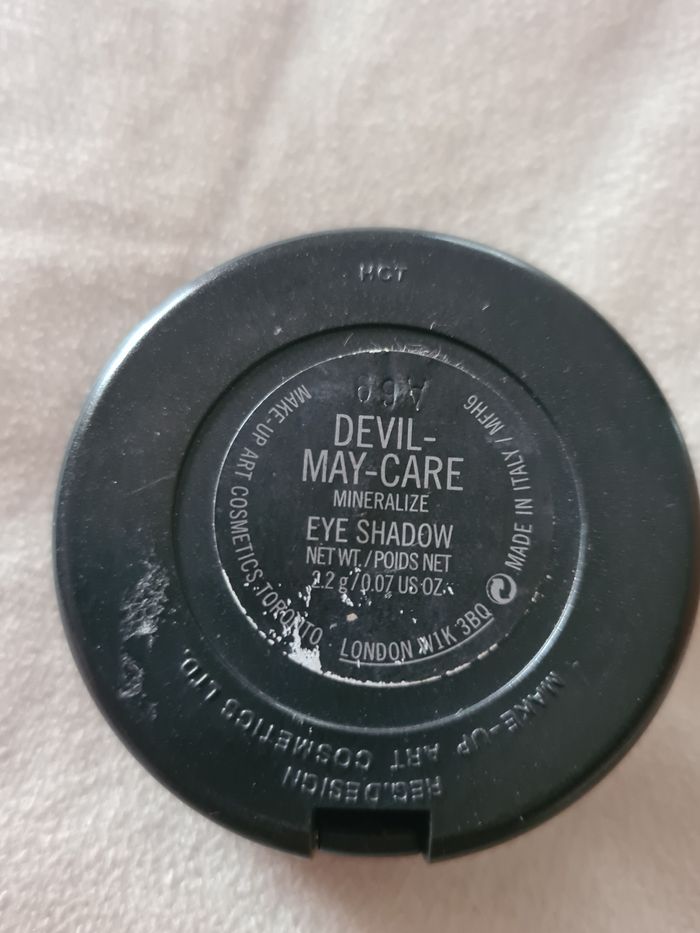 HCT
A69
DEVIL-
MAY-CARE
MINERALIZE
EYE SHADOW
NET WT./POIDS NET
2.2 g/0.07 US OZ.
MAKE-UP ART COSMETICS.TORONTO LONDON W1K 3BQ
MADE IN ITALY / MFH6
MAKE-UP ART COSMETICS LTD.
REG.DESIGN